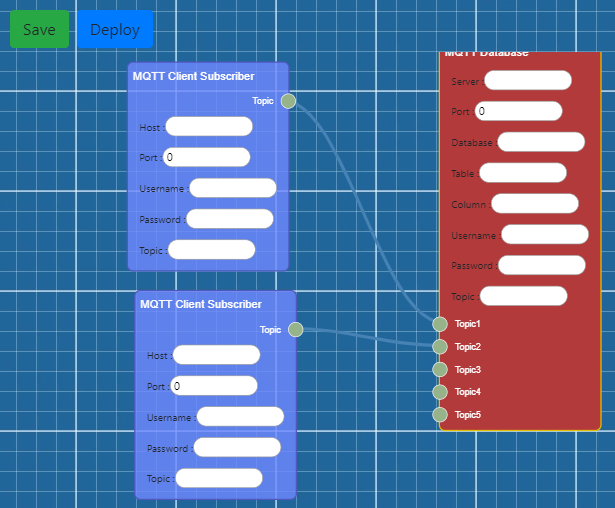 Save
Deploy
MQTT Client Subscriber
Topic
Host :
Port : 0
Username :
Password :
Topic :
MQTT Client Subscriber
Topic
Host :
Port : 0
Username :
Password :
Topic :
MQTT Database
Server :
Port : 0
Database :
Table :
Column :
Username :
Password :
Topic :
Topic1
Topic2
Topic3
Topic4
Topic5